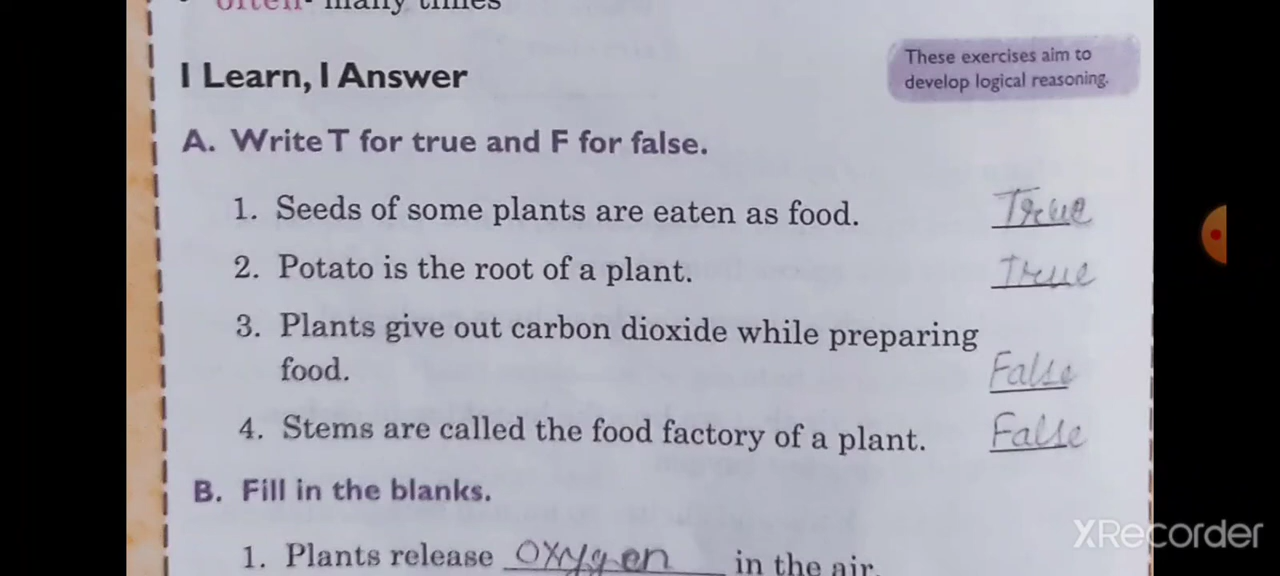 often- many times
These exercises aim to
develop logical reasoning.
I Learn, I Answer
A. Write T for true and F for false.
1. Seeds of some plants are eaten as food. True
2. Potato is the root of a plant. True
3. Plants give out carbon dioxide while preparing
food. False
4. Stems are called the food factory of a plant. False
B. Fill in the blanks.
1. Plants release oxygen in the air.
XRecorder